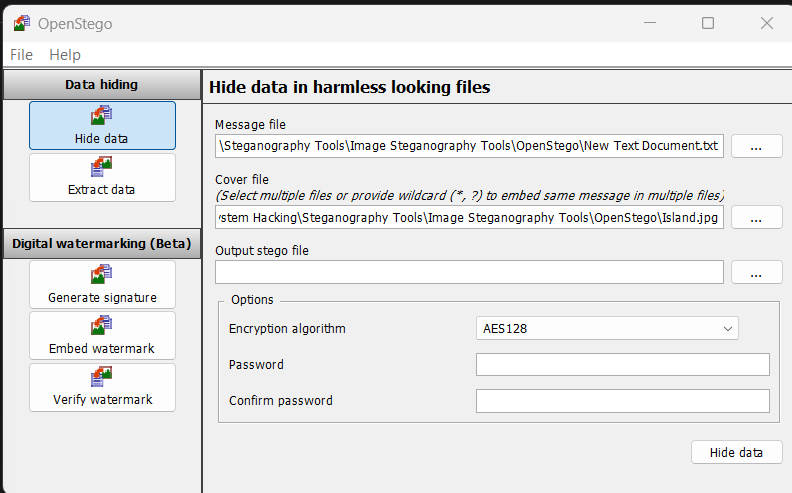 OpenStego
File Help
Data hiding
Hide data
Extract data
Digital watermarking (Beta)
Generate signature
Embed watermark
Verify watermark
Hide data in harmless looking files
Message file
\Steganography Tools\Image Steganography Tools\OpenStego\New Text Document.txt
...
Cover file
(Select multiple files or provide wildcard (*, ?) to embed same message in multiple files)
ystem Hacking\Steganography Tools\Image Steganography Tools\OpenStego\Island.jpg
...
Output stego file
...
Options
Encryption algorithm
AES128
Password
Confirm password
Hide data